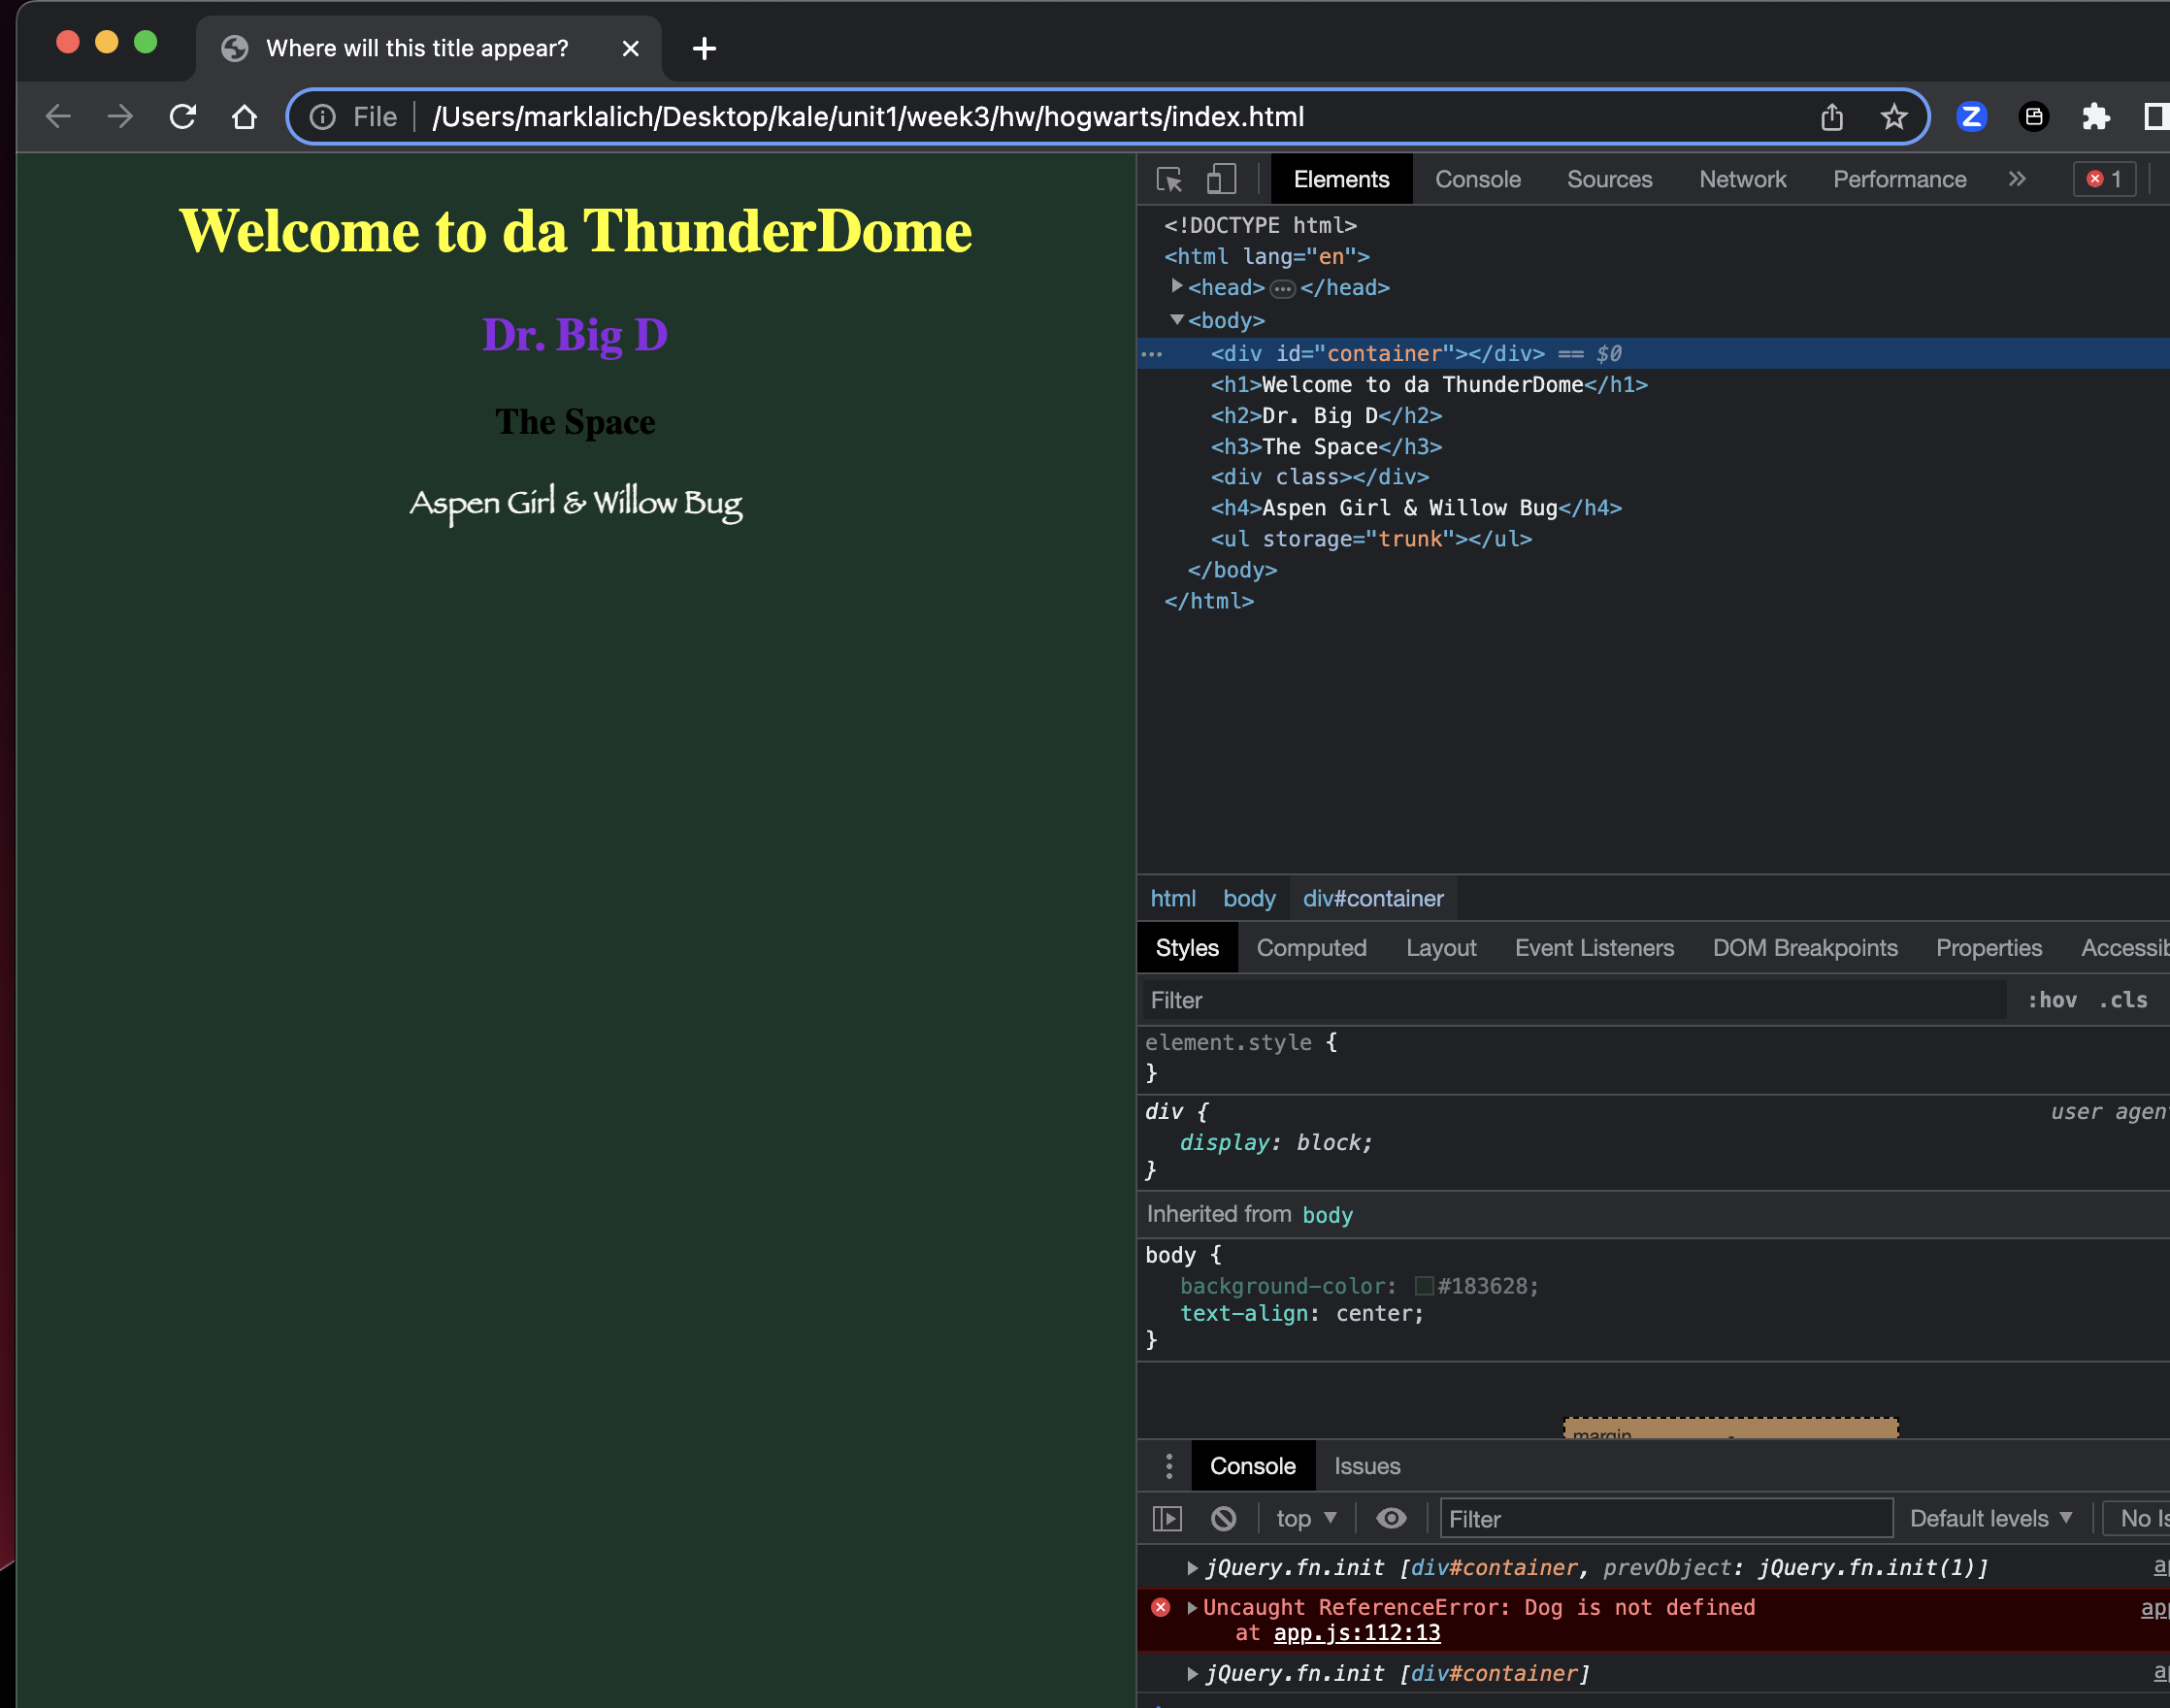 Where will this title appear?
File
/Users/marklalich/Desktop/kale/unit1/week3/hw/hogwarts/index.html
Welcome to da ThunderDome
Dr. Big D
The Space
Aspen Girl & Willow Bug
Elements Console Sources Network Performance » 1
<!DOCTYPE html>
<html lang="en">
<head>…</head>
<body>
… <div id="container"></div> == $0
<h1>Welcome to da ThunderDome</h1>
<h2>Dr. Big D</h2>
<h3>The Space</h3>
<div class></div>
<h4>Aspen Girl & Willow Bug</h4>
<ul storage="trunk"></ul>
</body>
</html>
html body div#container
Styles Computed Layout Event Listeners DOM Breakpoints Properties Accessib
Filter :hov .cls
element.style {
}
div { user agent
display: block;
}
Inherited from body
body {
background-color: #183628;
text-align: center;
}
margin
Console Issues
top Filter Default levels No Is
jQuery.fn.init [div#container, prevObject: jQuery.fn.init(1)] ap
Uncaught ReferenceError: Dog is not defined app
at app.js:112:13
jQuery.fn.init [div#container] ap